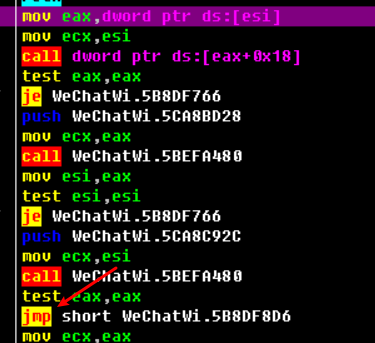 mov eax,dword ptr ds:[esi]
mov ecx,esi
call dword ptr ds:[eax+0x18]
test eax,eax
je WeChatWi.5B8DF766
push WeChatWi.5CA8BD28
mov ecx,eax
call WeChatWi.5BEFA480
mov esi,eax
test esi,esi
je WeChatWi.5B8DF766
push WeChatWi.5CA8C92C
mov ecx,esi
call WeChatWi.5BEFA480
test eax,eax
jmp short WeChatWi.5B8DF8D6
mov ecx,eax